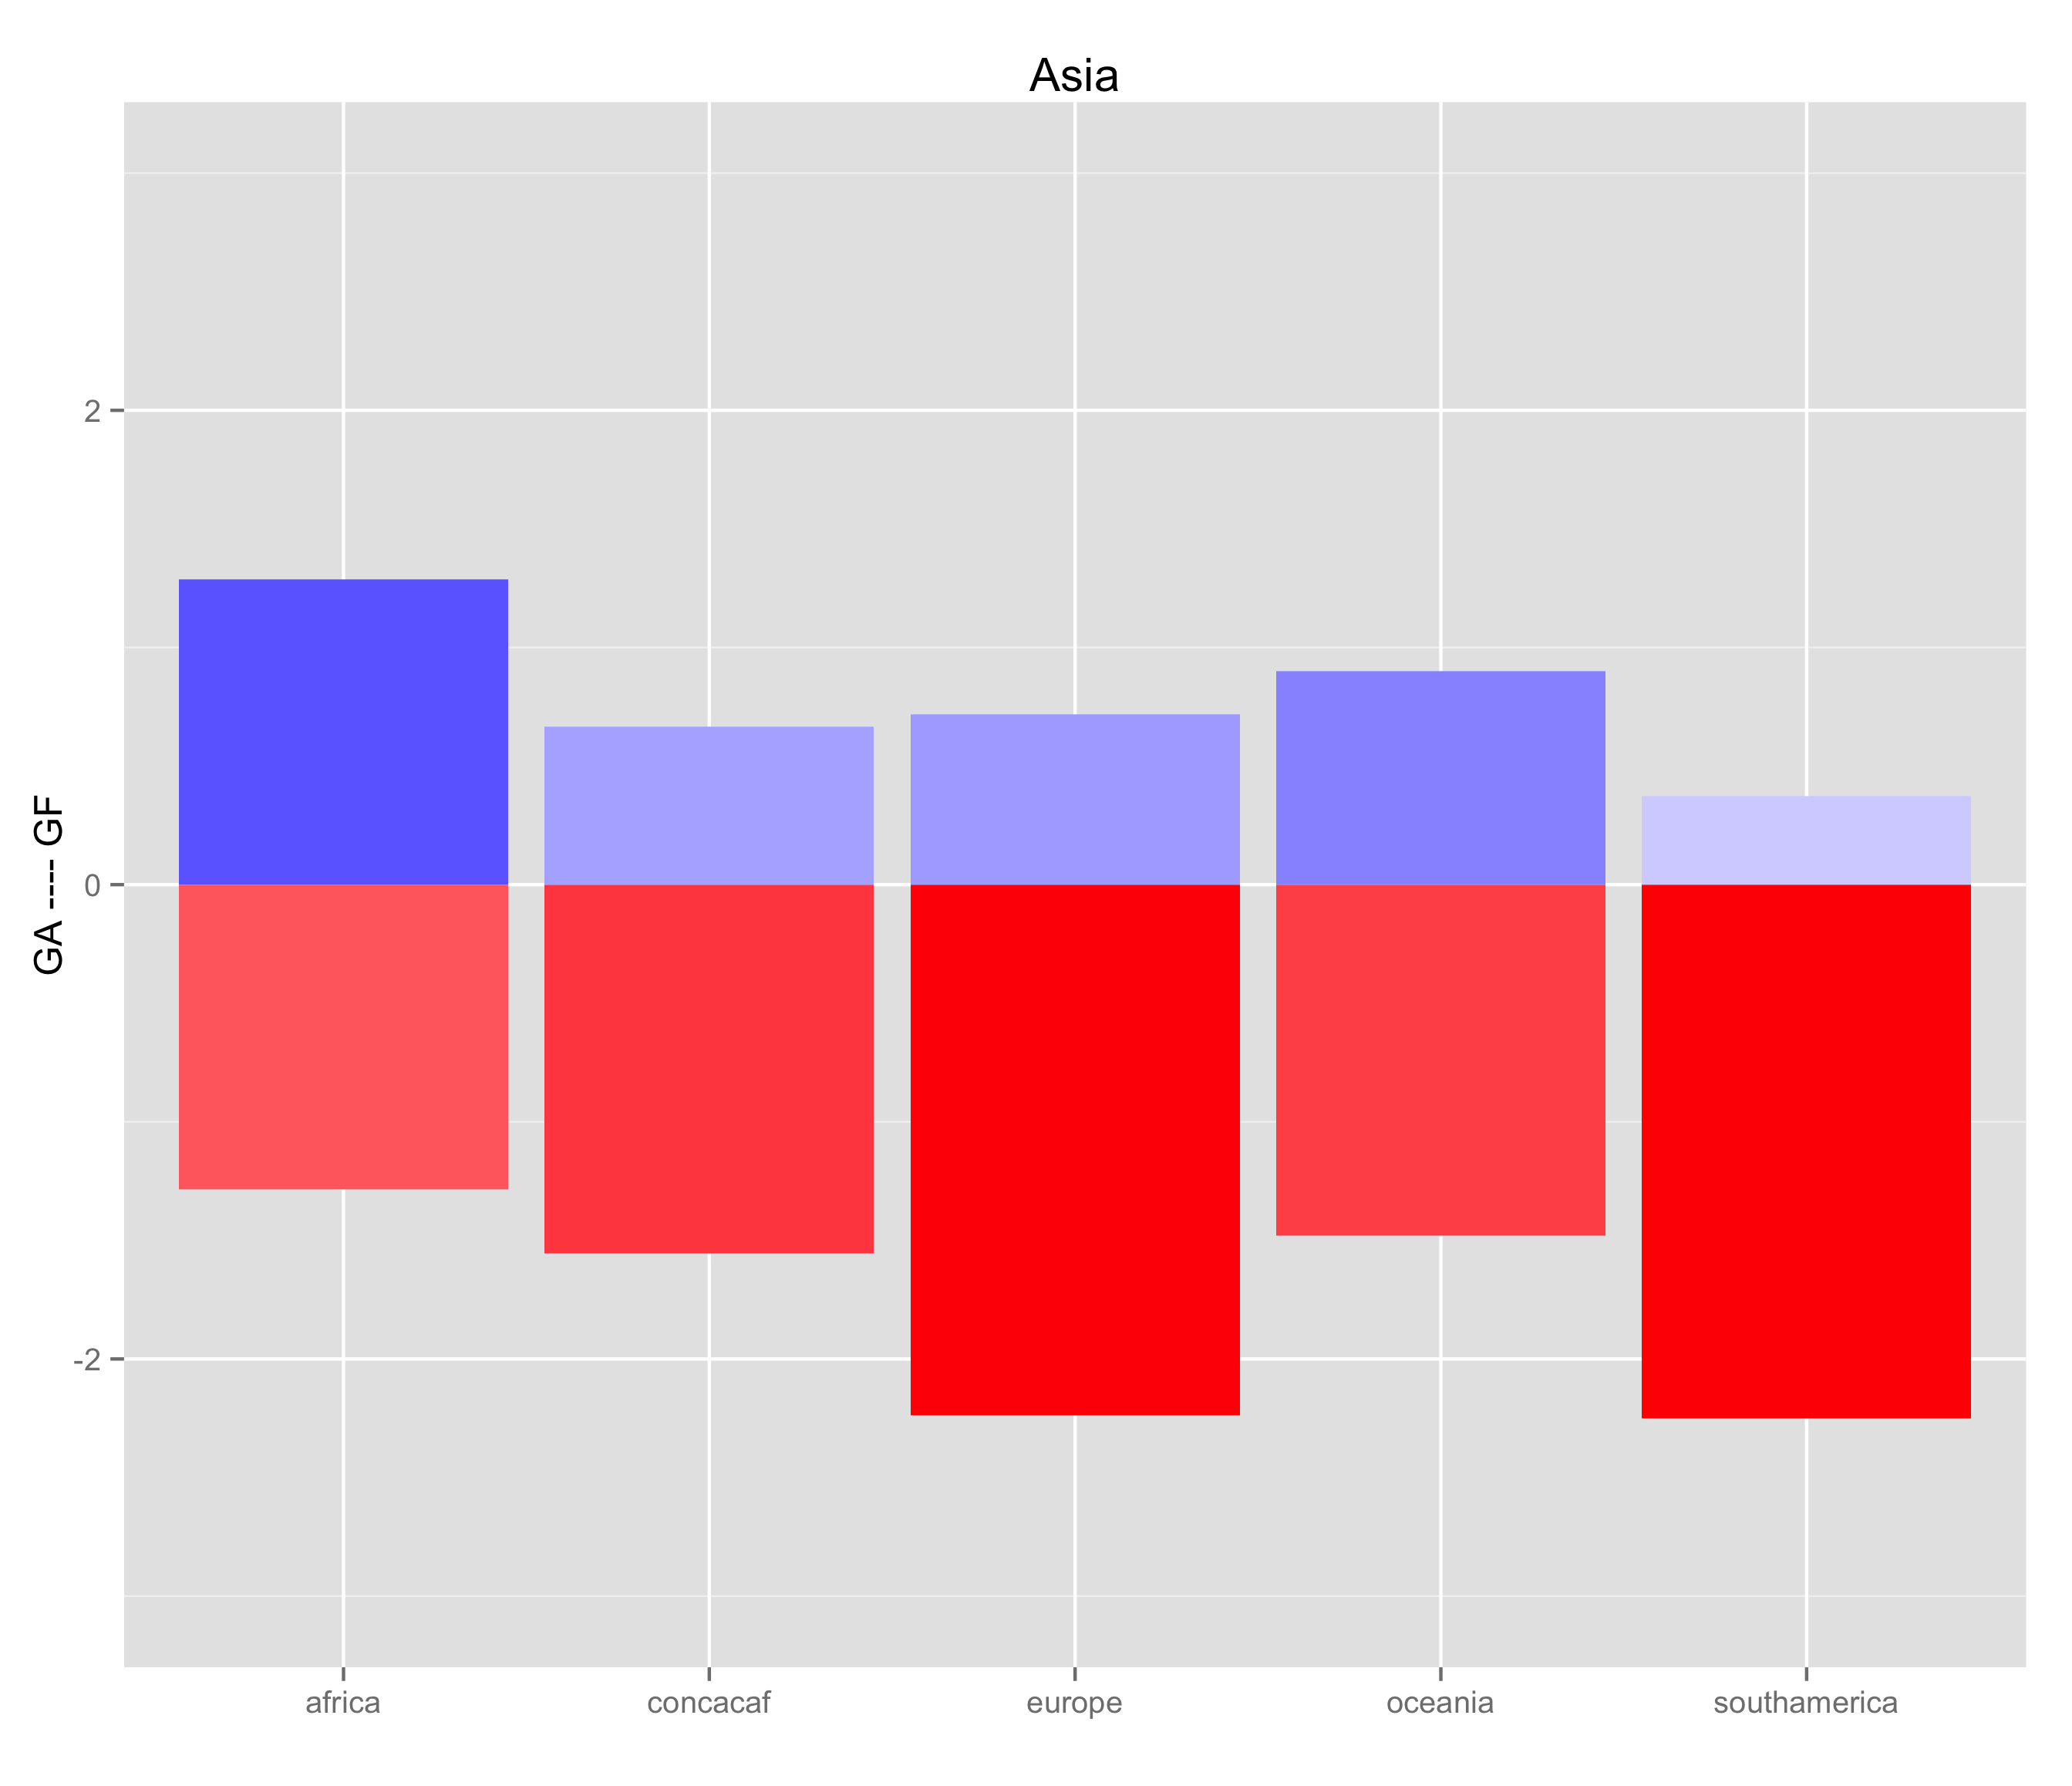 Asia
GA ---- GF
2
0
-2
africa concacaf europe oceania southamerica